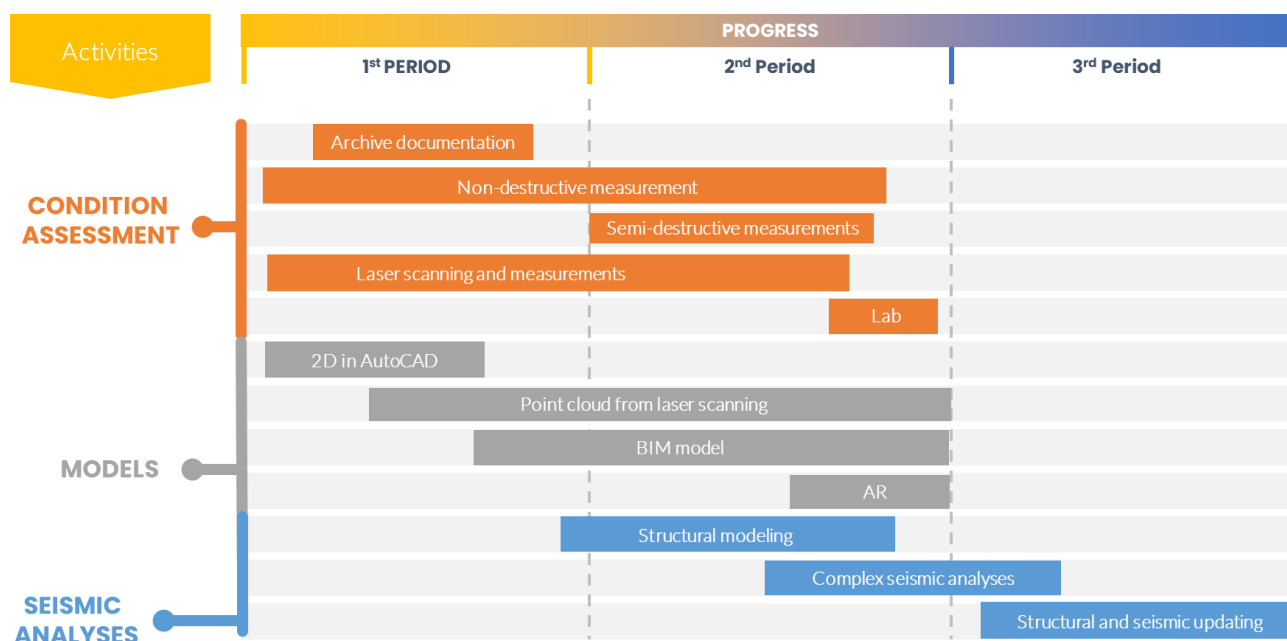 Activities
PROGRESS
1st PERIOD
2nd Period
3rd Period
CONDITION
ASSESSMENT
Archive documentation
Non-destructive measurement
Semi-destructive measurements
Laser scanning and measurements
Lab
MODELS
2D in AutoCAD
Point cloud from laser scanning
BIM model
AR
SEISMIC
ANALYSES
Structural modeling
Complex seismic analyses
Structural and seismic updating